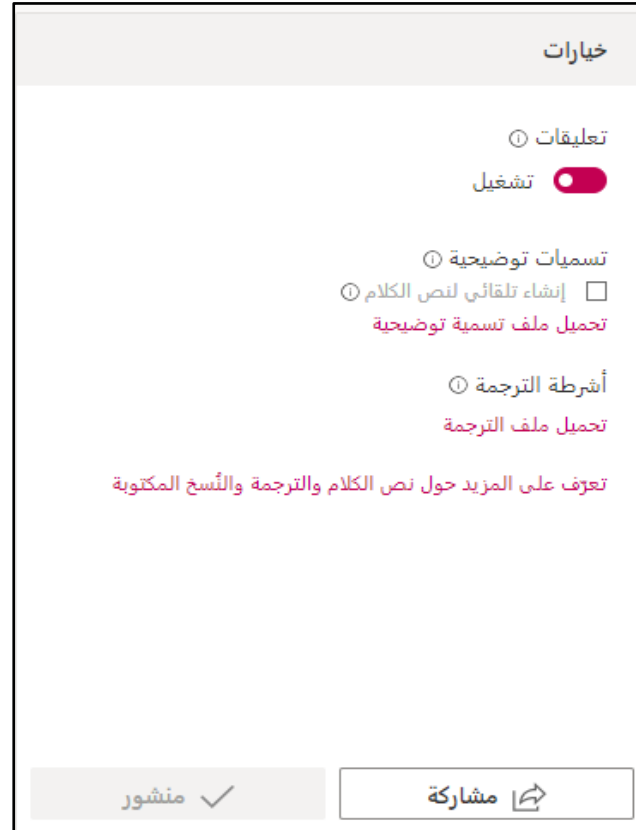 خيارات
تعليقات
تشغيل
تسميات توضيحية
إنشاء تلقائي لنص الكلام
تحميل ملف تسمية توضيحية
أشرطة الترجمة
تحميل ملف الترجمة
تعرّف على المزيد حول نص الكلام والترجمة والنُسخ المكتوبة
مشاركة
منشور